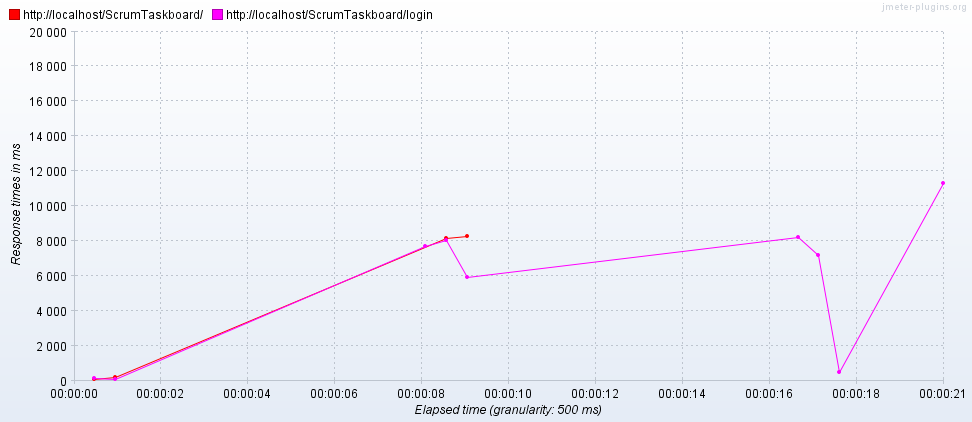 http://localhost/ScrumTaskboard/ http://localhost/ScrumTaskboard/login
jmeter-plugins.org
20 000
18 000
16 000
14 000
12 000
10 000
8 000
6 000
4 000
2 000
0
Response times in ms
00:00:00 00:00:02 00:00:04 00:00:06 00:00:08 00:00:10 00:00:12 00:00:14 00:00:16 00:00:18 00:00:21
Elapsed time (granularity: 500 ms)